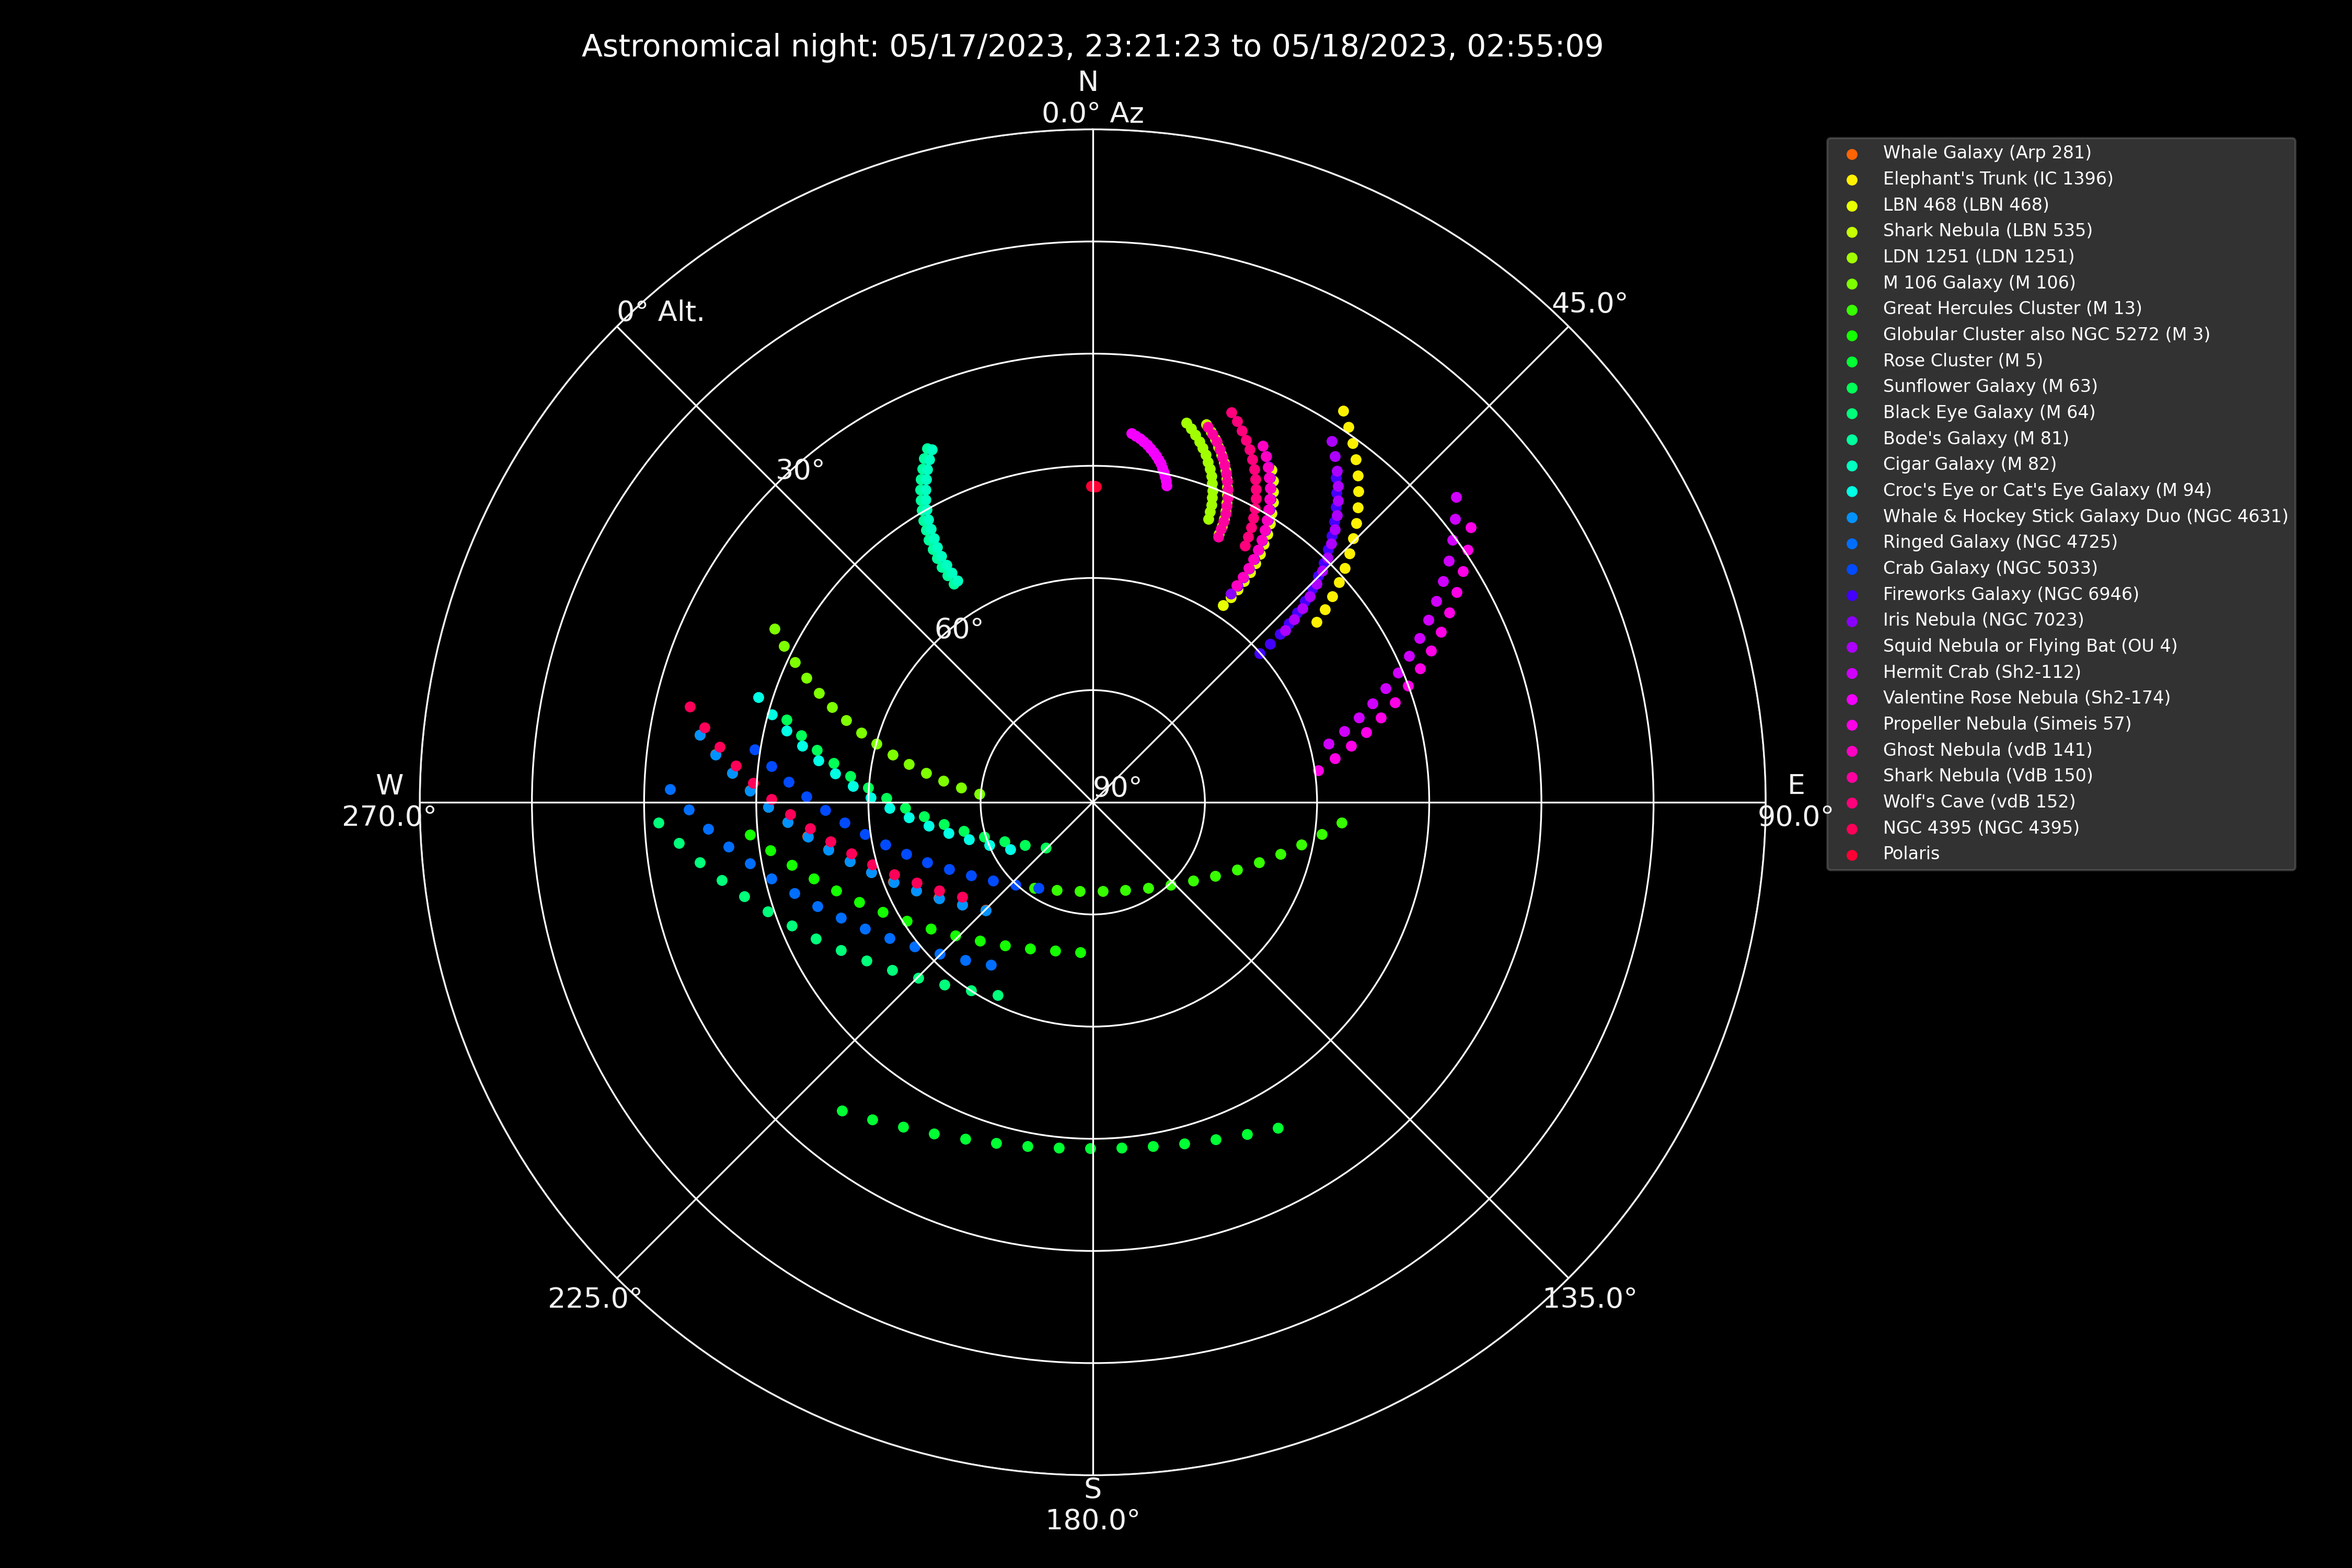 Astronomical night: 05/17/2023, 23:21:23 to 05/18/2023, 02:55:09
N
0.0° Az
45.0°
0° Alt.
30°
60°
90°
W
270.0°
E
90.0°
225.0°
135.0°
S
180.0°
Whale Galaxy (Arp 281)
Elephant's Trunk (IC 1396)
LBN 468 (LBN 468)
Shark Nebula (LBN 535)
LDN 1251 (LDN 1251)
M 106 Galaxy (M 106)
Great Hercules Cluster (M 13)
Globular Cluster also NGC 5272 (M 3)
Rose Cluster (M 5)
Sunflower Galaxy (M 63)
Black Eye Galaxy (M 64)
Bode's Galaxy (M 81)
Cigar Galaxy (M 82)
Croc's Eye or Cat's Eye Galaxy (M 94)
Whale & Hockey Stick Galaxy Duo (NGC 4631)
Ringed Galaxy (NGC 4725)
Crab Galaxy (NGC 5033)
Fireworks Galaxy (NGC 6946)
Iris Nebula (NGC 7023)
Squid Nebula or Flying Bat (OU 4)
Hermit Crab (Sh2-112)
Valentine Rose Nebula (Sh2-174)
Propeller Nebula (Simeis 57)
Ghost Nebula (vdB 141)
Shark Nebula (VdB 150)
Wolf's Cave (vdB 152)
NGC 4395 (NGC 4395)
Polaris